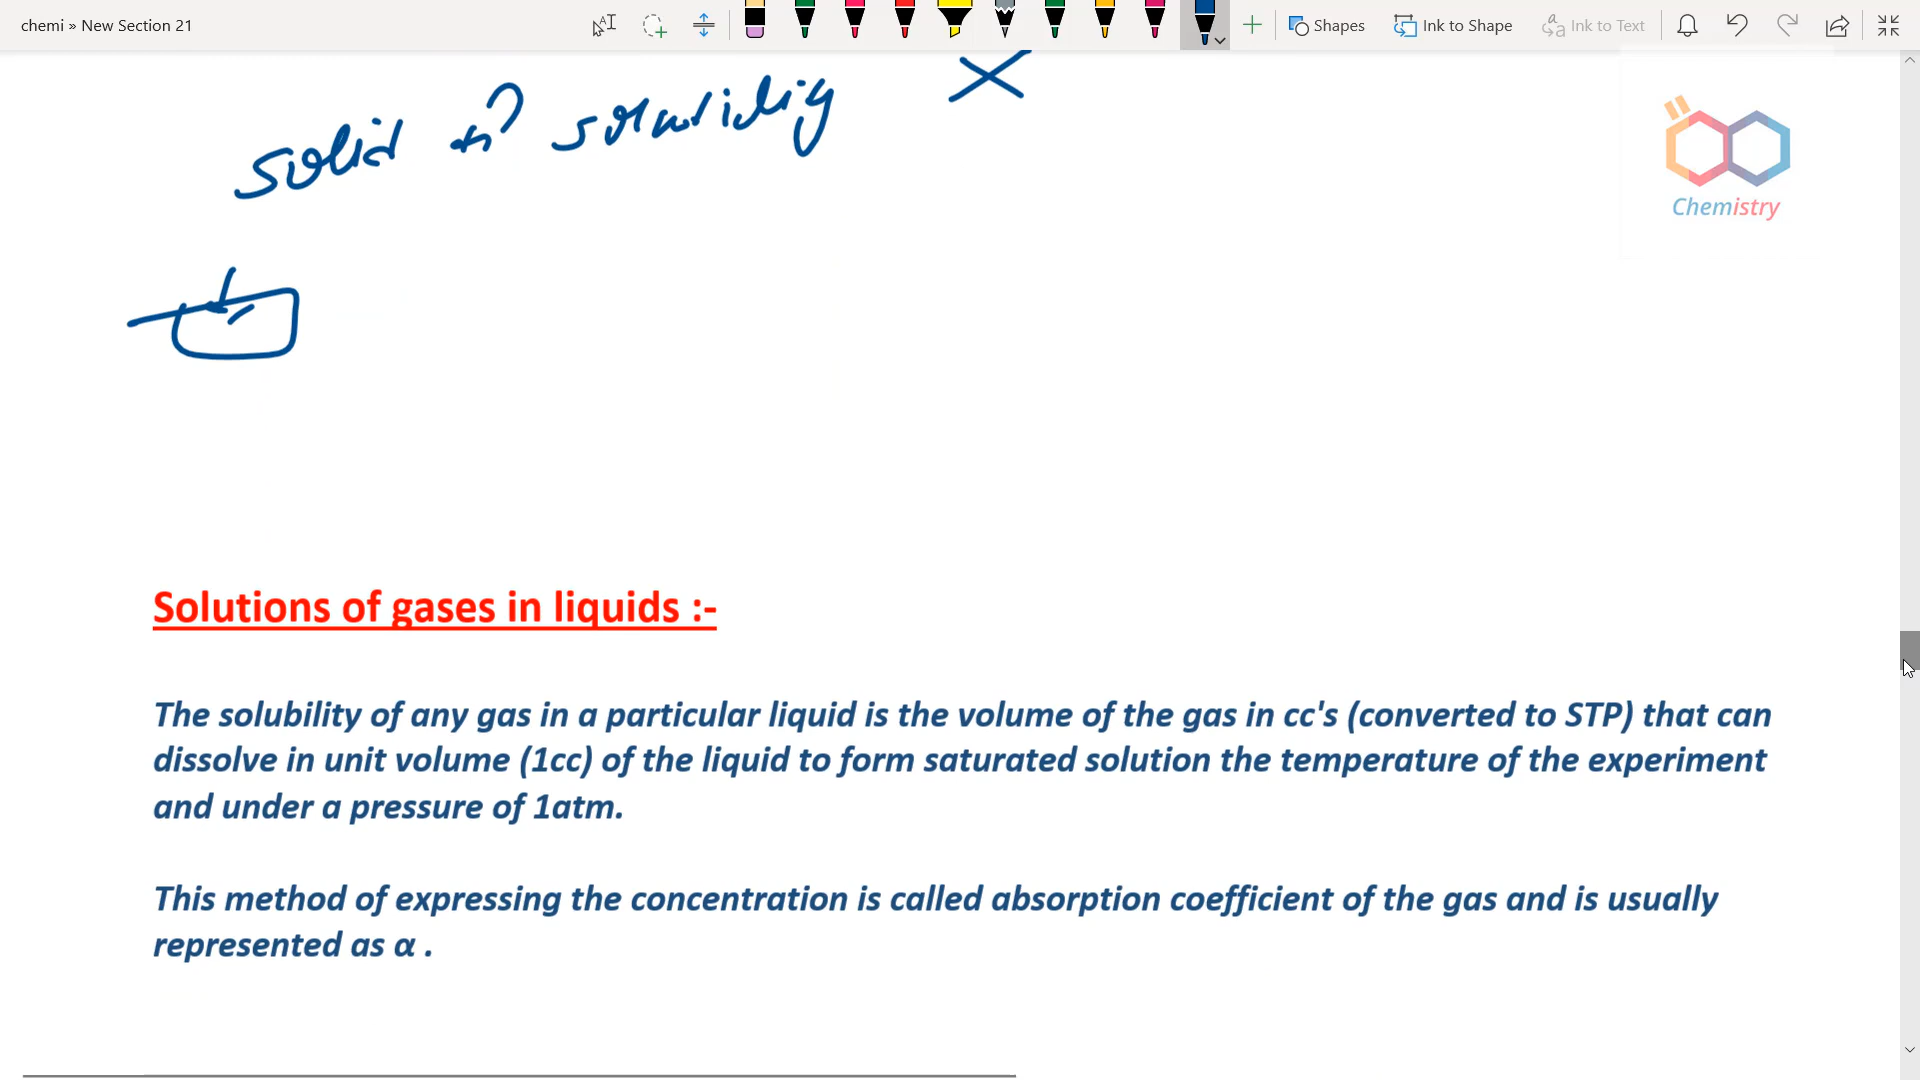 chemi » New Section 21
Shapes
Ink to Shape
Ink to Text
solid solubility
Chemistry
Solutions of gases in liquids :-
The solubility of any gas in a particular liquid is the volume of the gas in cc's (converted to STP) that can
dissolve in unit volume (1cc) of the liquid to form saturated solution the temperature of the experiment
and under a pressure of 1atm.
This method of expressing the concentration is called absorption coefficient of the gas and is usually
represented as α .